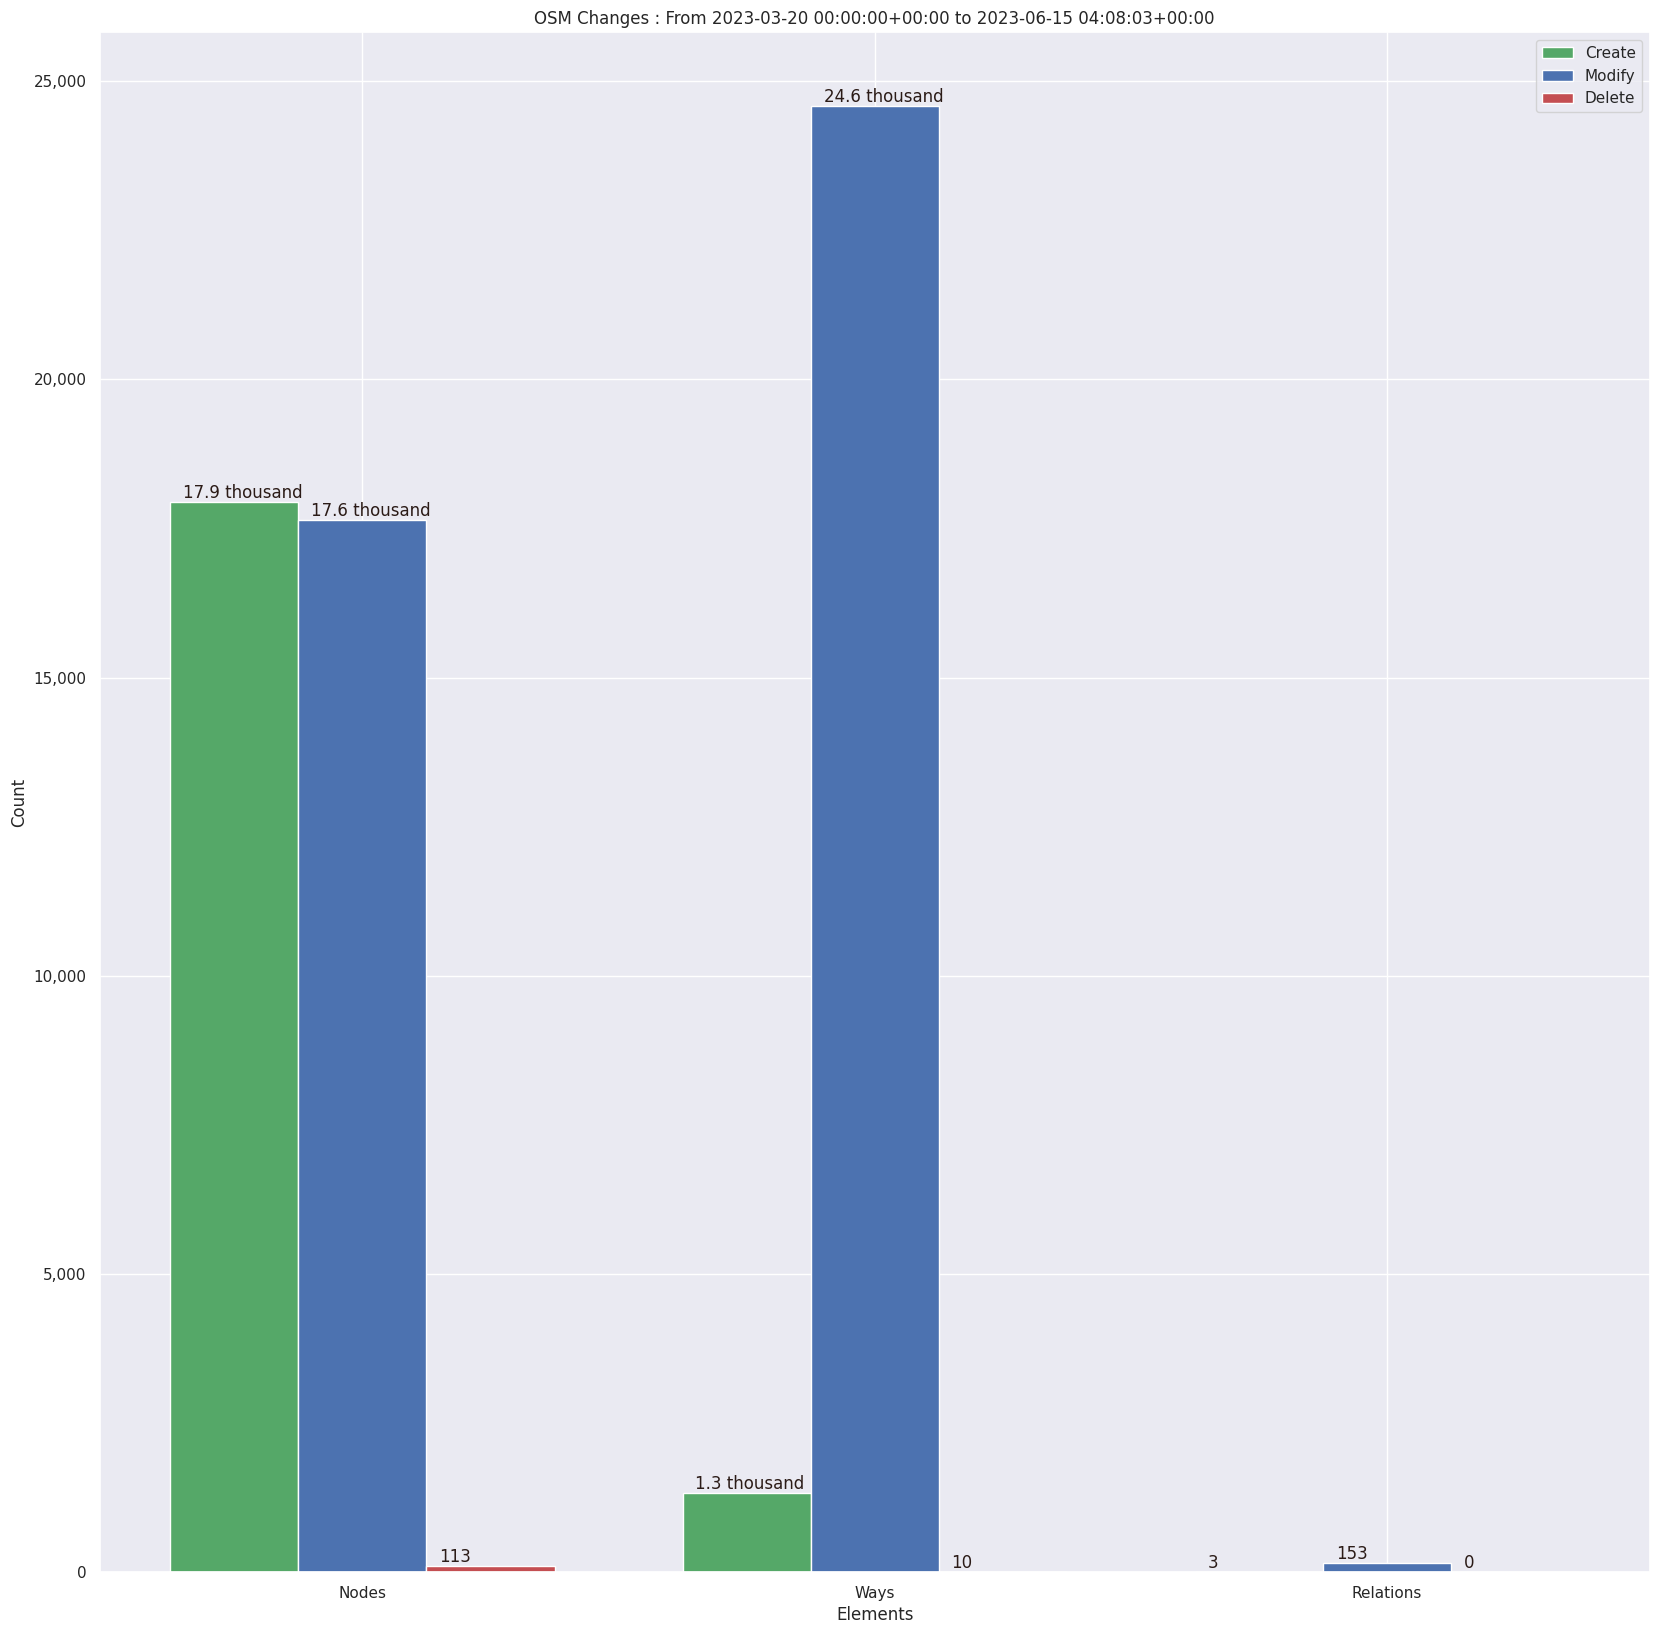 OSM Changes : From 2023-03-20 00:00:00+00:00 to 2023-06-15 04:08:03+00:00
Create
Modify
Delete
25,000
20,000
15,000
10,000
5,000
0
Count
17.9 thousand
17.6 thousand
113
1.3 thousand
24.6 thousand
10
3
153
0
Nodes
Ways
Relations
Elements